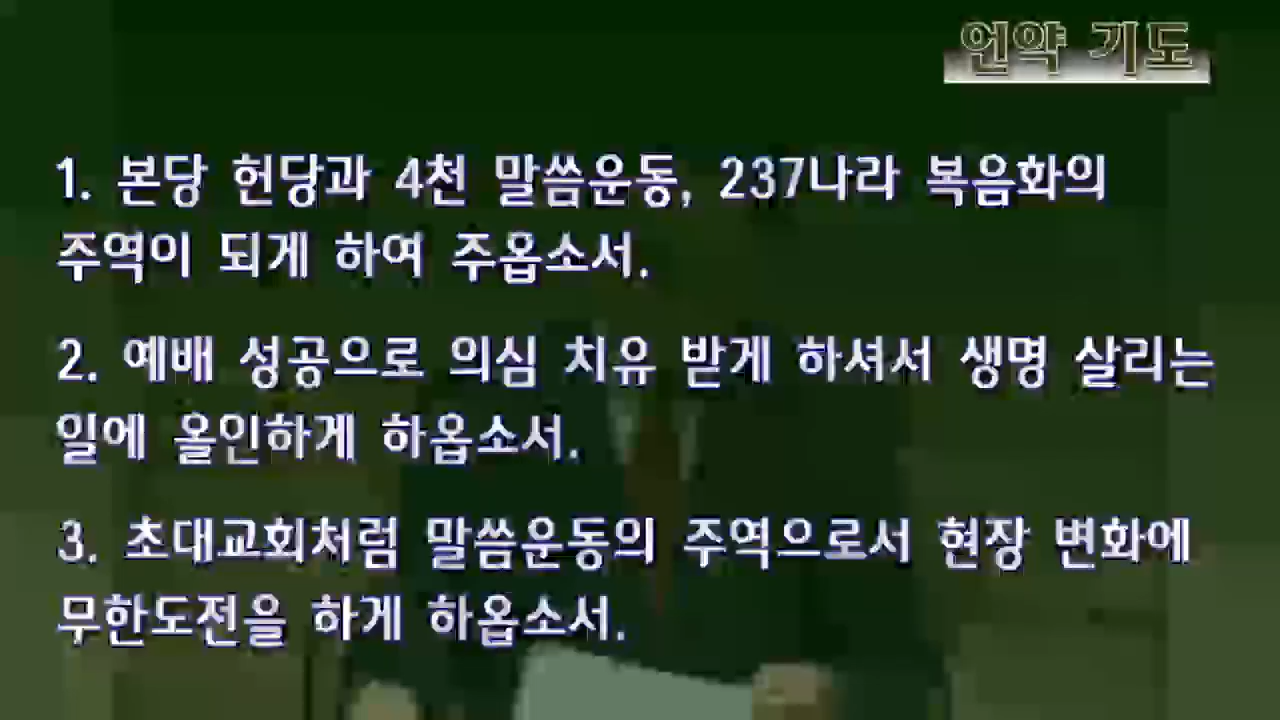 언약 기도
1. 본당 헌당과 4천 말씀운동, 237나라 복음화의
주역이 되게 하여 주옵소서.
2. 예배 성공으로 의심 치유 받게 하셔서 생명 살리는
일에 올인하게 하옵소서.
3. 초대교회처럼 말씀운동의 주역으로서 현장 변화에
무한도전을 하게 하옵소서.